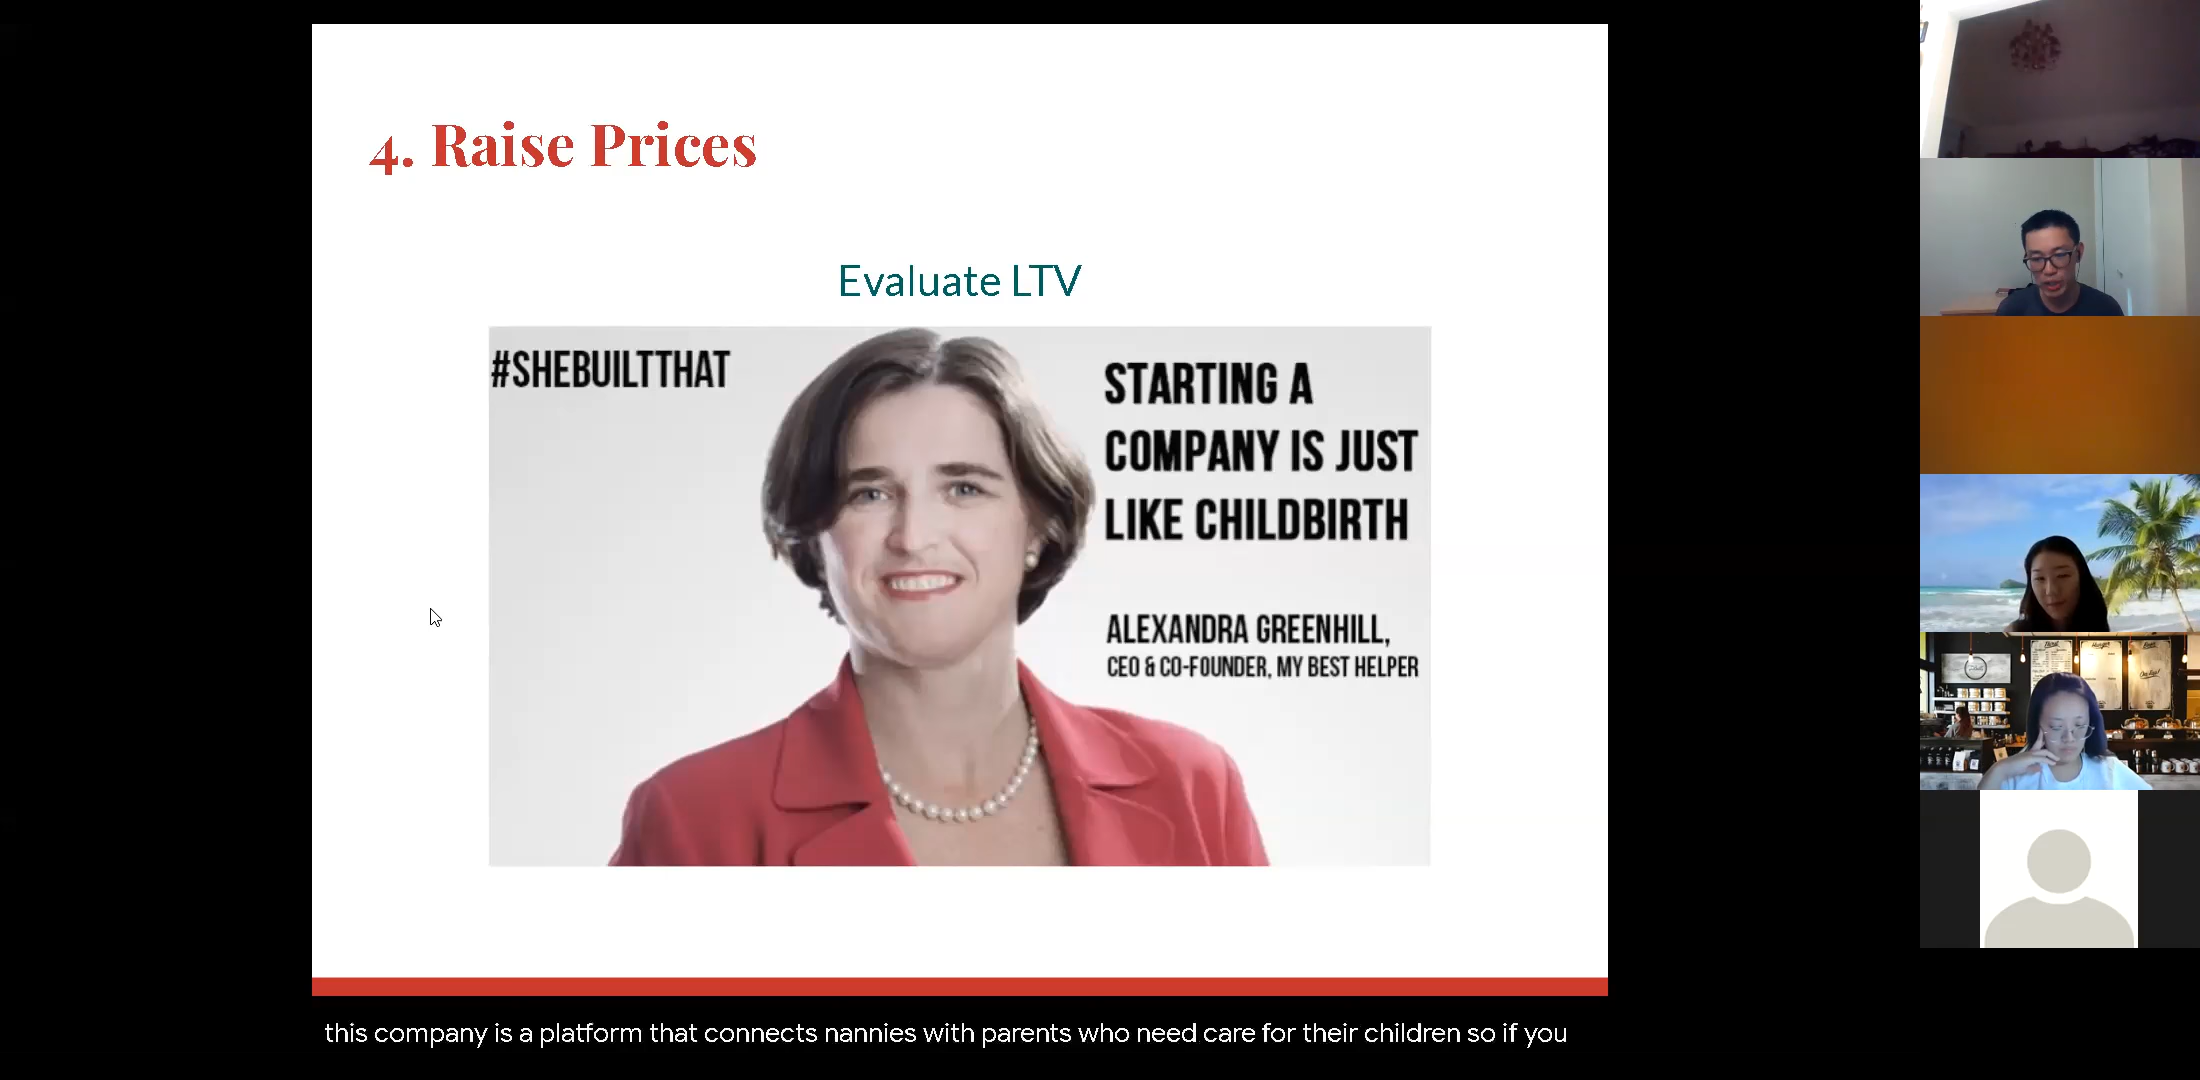 4. Raise Prices
Evaluate LTV
#SHEBUILTTHAT
STARTING A
COMPANY IS JUST
LIKE CHILDBIRTH
ALEXANDRA GREENHILL,
CEO & CO-FOUNDER, MY BEST HELPER
this company is a platform that connects nannies with parents who need care for their children so if you